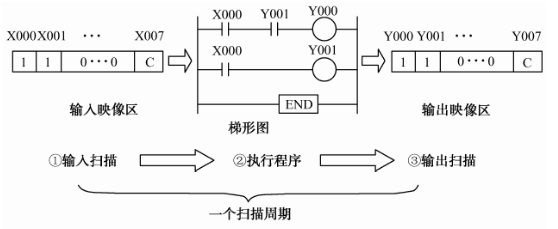 X000 X001 ⋯ X007
1 1 0⋯0 C
输入映像区
X000 Y001 Y000
X000 Y001
END
梯形图
Y000 Y001 ⋯ Y007
1 1 0⋯0 C
输出映像区
①输入扫描
②执行程序
③输出扫描
一个扫描周期